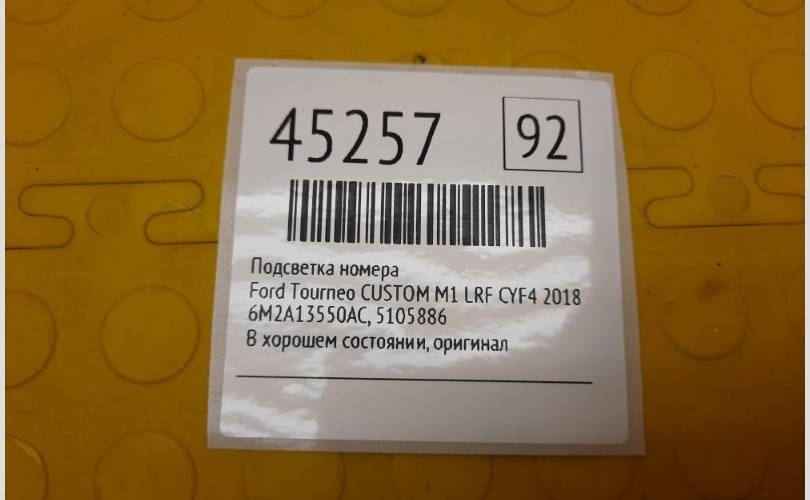 45257 92
Подсветка номера
Ford Tourneo CUSTOM M1 LRF CYF4 2018
6M2A13550AC, 5105886
В хорошем состоянии, оригинал